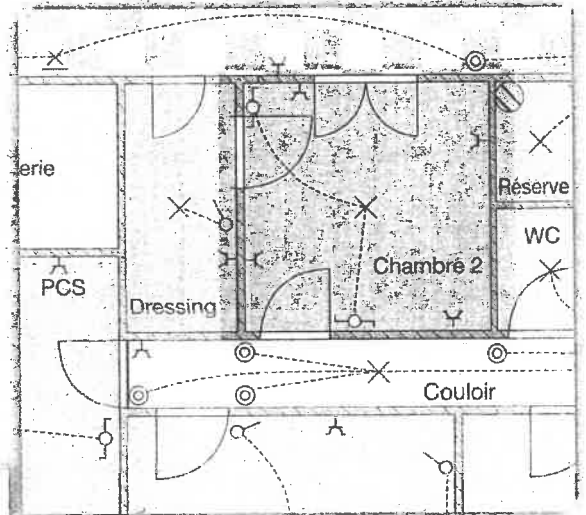 erie
Réserve
WC
Chambre 2
PCS
Dressing
Couloir